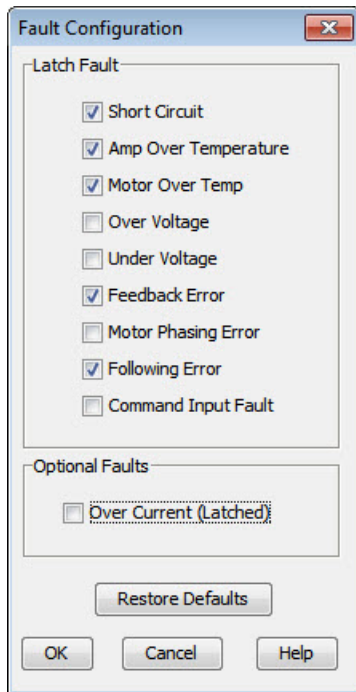 Fault Configuration
Latch Fault
Short Circuit
Amp Over Temperature
Motor Over Temp
Over Voltage
Under Voltage
Feedback Error
Motor Phasing Error
Following Error
Command Input Fault
Optional Faults
Over Current (Latched)
Restore Defaults
OK Cancel Help